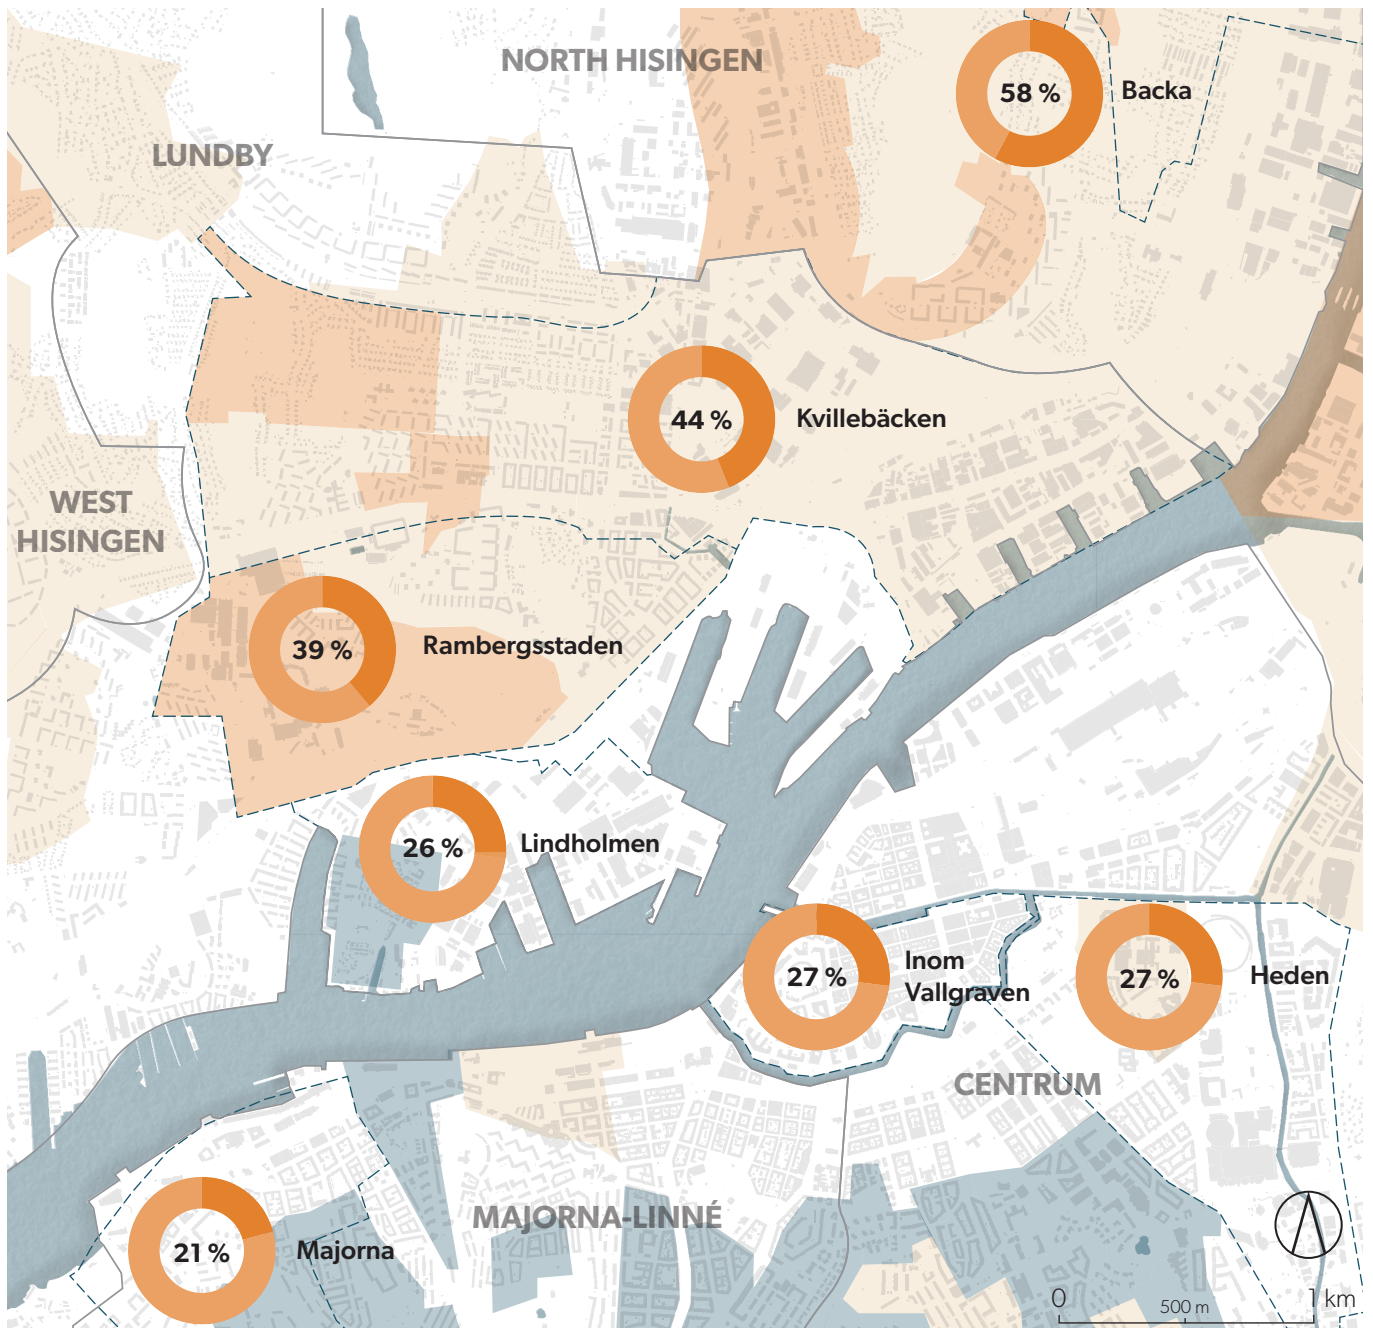 NORTH HISINGEN
58 %
Backa
LUNDBY
44 %
Kvillebäcken
WEST
HISINGEN
39 %
Rambergsstaden
26 %
Lindholmen
27 %
Inom
Vallgraven
27 %
Heden
CENTRUM
MAJORNA-LINNÉ
21 %
Majorna
0
500 m
1 km